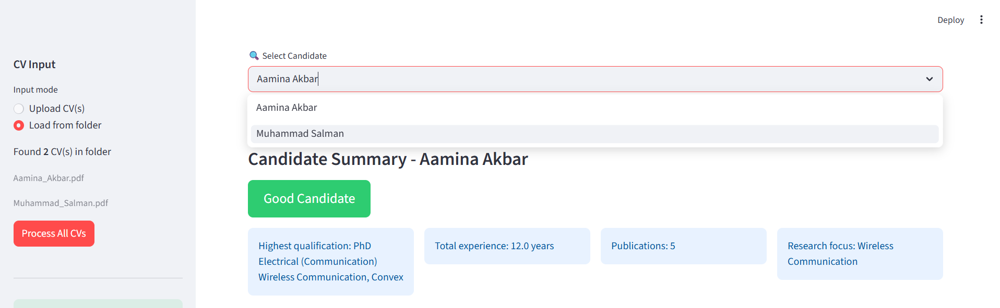 Deploy
CV Input
Input mode
Upload CV(s)
Load from folder
Found 2 CV(s) in folder
Aamina_Akbar.pdf
Muhammad_Salman.pdf
Process All CVs
Select Candidate
Aamina Akbar
Aamina Akbar
Muhammad Salman
Candidate Summary - Aamina Akbar
Good Candidate
Highest qualification: PhD
Electrical (Communication)
Wireless Communication, Convex
Total experience: 12.0 years
Publications: 5
Research focus: Wireless
Communication